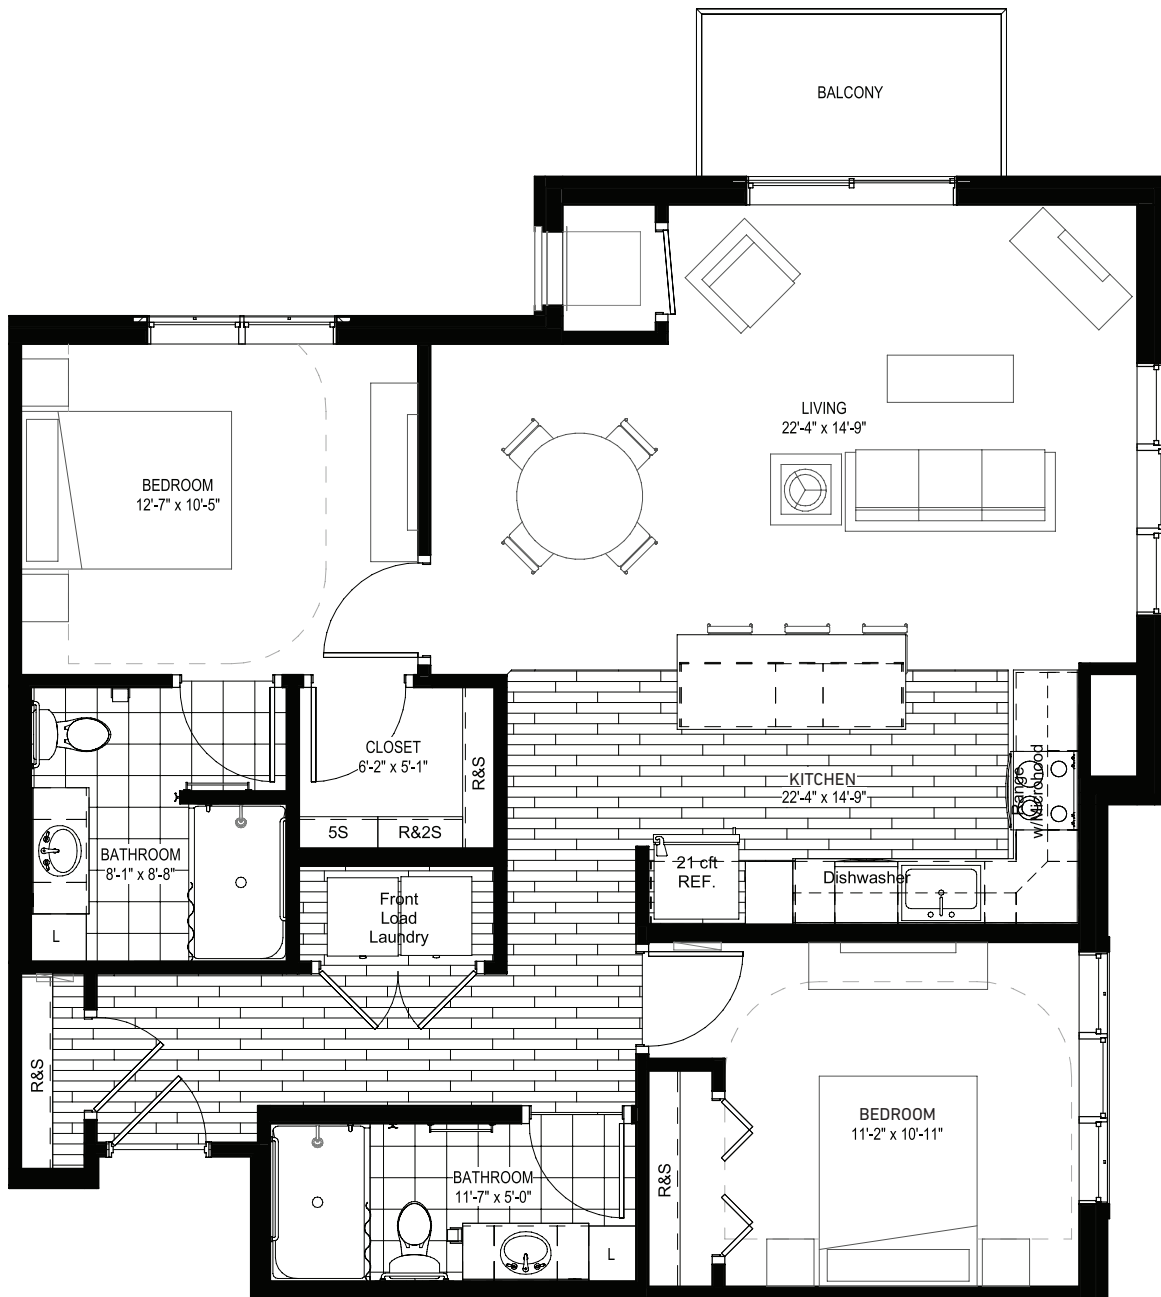 BALCONY
LIVING
22'-4" x 14'-9"
BEDROOM
12'-7" x 10'-5"
CLOSET
6'-2" x 5'-1"
R&S
5S
R&2S
KITCHEN
22'-4" x 14'-9"
Range
w/Microhood
21 cft
REF.
Dishwasher
BATHROOM
8'-1" x 8'-8"
L
Front
Load
Laundry
R&S
BEDROOM
11'-2" x 10'-11"
R&S
BATHROOM
11'-7" x 5'-0"
L